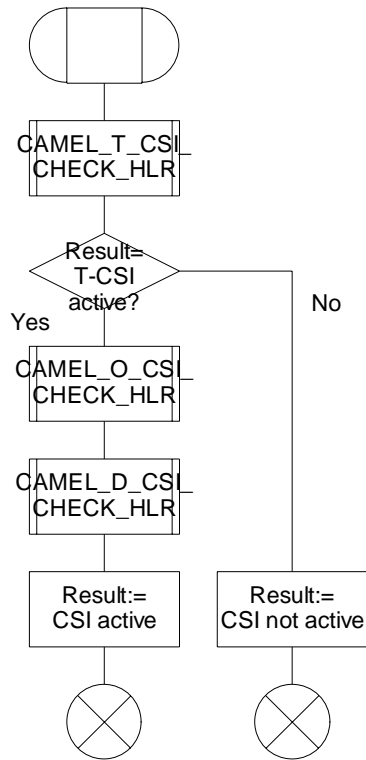 CAMEL_T_CSI_
CHECK_HLR
Result=
T-CSI
active?
No
Yes
CAMEL_O_CSI_
CHECK_HLR
CAMEL_D_CSI_
CHECK_HLR
Result:=
CSI active
Result:=
CSI not active